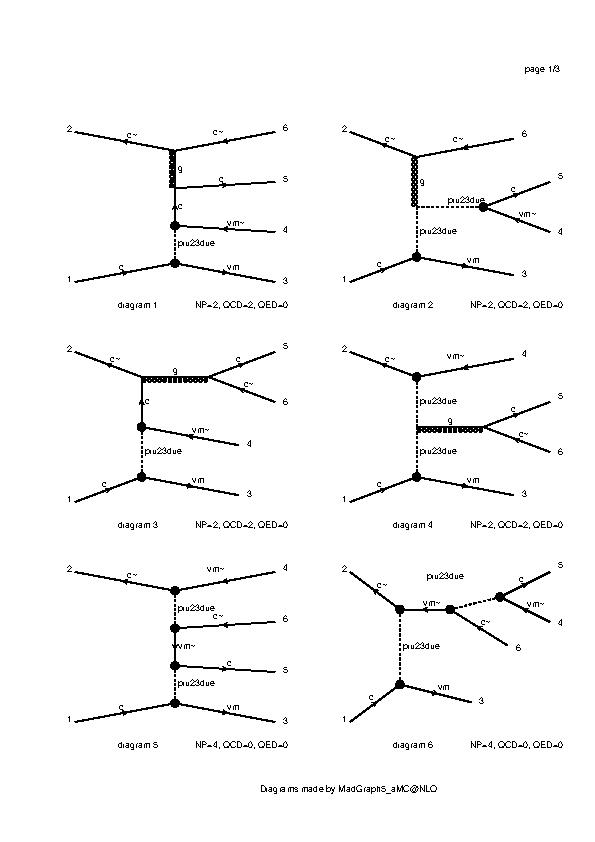 page 1/3
2 c~ c~ 6
g
c 5
c
vm~ 4
piu23due
1 c vm 3
diagram 1 NP=2, QCD=2, QED=0
2 c~ c~ 6
g
piu23due c 5
vm~ 4
piu23due
1 c vm 3
diagram 2 NP=2, QCD=2, QED=0
2 c~ g c 5
c~ 6
c
vm~ 4
piu23due
1 c vm 3
diagram 3 NP=2, QCD=2, QED=0
2 c~ vm~ 4
piu23due
g c 5
c~ 6
piu23due
1 c vm 3
diagram 4 NP=2, QCD=2, QED=0
2 c~ vm~ 4
piu23due
c~ 6
vm~
c 5
piu23due
1 c vm 3
diagram 5 NP=4, QCD=0, QED=0
2 c~ piu23due c 5
vm~ vm~ 4
c~ 6
piu23due
1 c vm 3
diagram 6 NP=4, QCD=0, QED=0
Diagrams made by MadGraph5_aMC@NLO